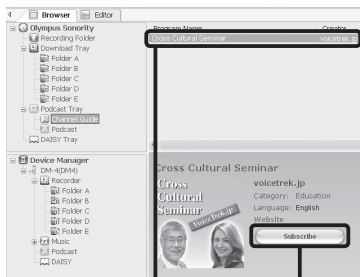 Browser Editor
Olympus Sonority
Recording Folder
Download Tray
Folder A
Folder B
Folder C
Folder D
Folder E
Podcast Tray
Channel Guide
Podcast
DAISY Tray
Device Manager
DM-4(DM4)
Recorder
Folder A
Folder B
Folder C
Folder D
Folder E
Music
Podcast
DAISY
Program Name Creator
Cross Cultural Seminar voicetrek.jp
Cross Cultural Seminar
Cross
Cultural
Seminar
VoiceTrek.jp
voicetrek.jp
Category: Education
Language: English
Website
Subscribe